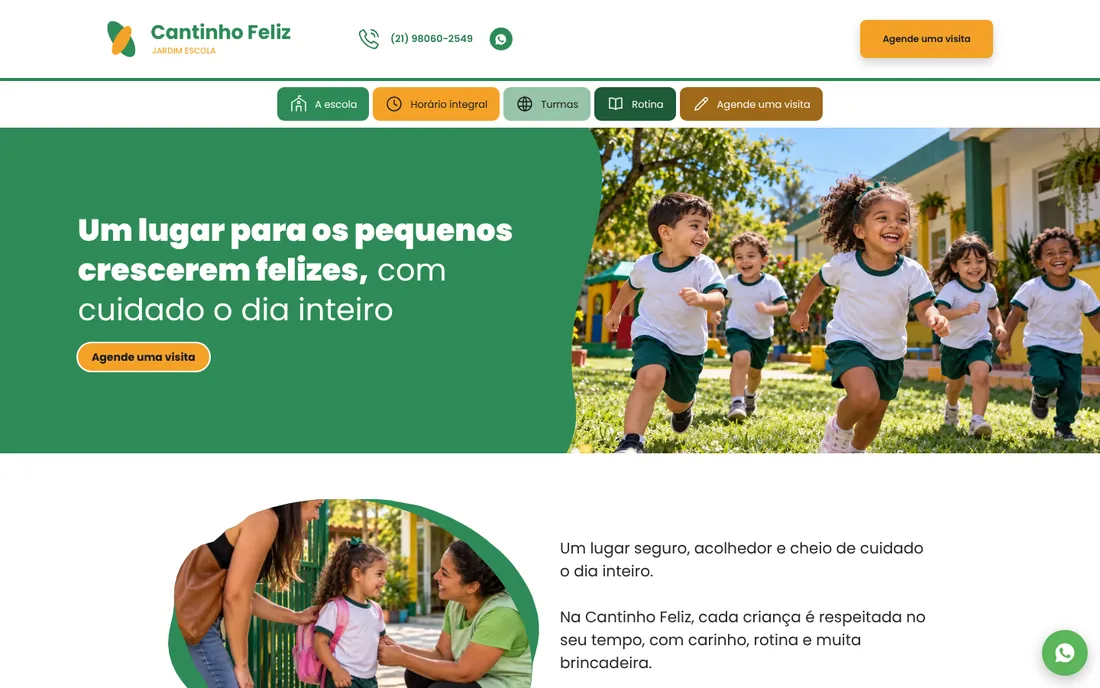 Cantinho Feliz
JARDIM ESCOLA
(21) 98060-2549
Agende uma visita
A escola
Horário integral
Turmas
Rotina
Agende uma visita
Um lugar para os pequenos
crescerem felizes, com
cuidado o dia inteiro
Agende uma visita
Um lugar seguro, acolhedor e cheio de cuidado
o dia inteiro.
Na Cantinho Feliz, cada criança é respeitada no
seu tempo, com carinho, rotina e muita
brincadeira.